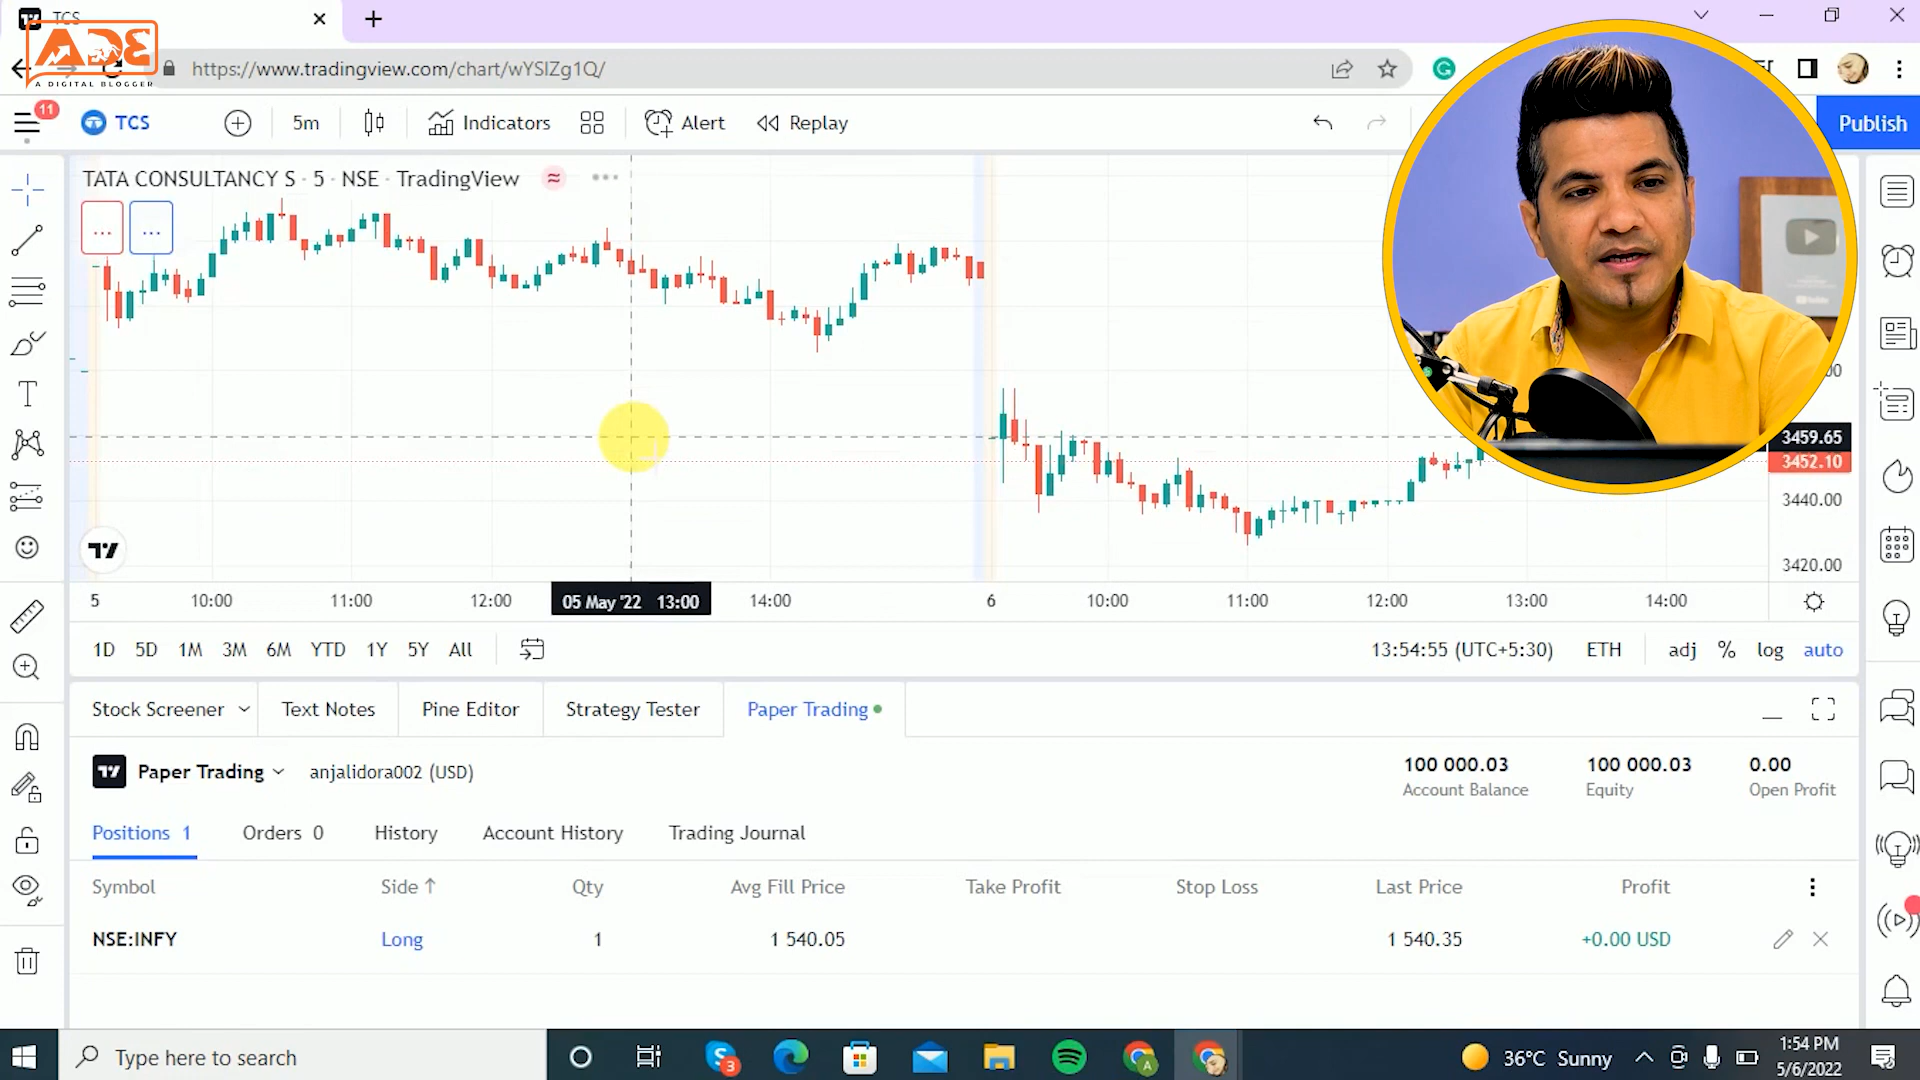 TCS
ADE
A DIGITAL BLOGGER
https://www.tradingview.com/chart/wYSIZg1Q/
11
TCS
5m
Indicators
Alert
Replay
Publish
TATA CONSULTANCY S · 5 · NSE · TradingView
3459.65
3452.10
3440.00
3420.00
5 10:00 11:00 12:00 05 May '22 13:00 14:00 6 10:00 11:00 12:00 13:00 14:00
1D 5D 1M 3M 6M YTD 1Y 5Y All
13:54:55 (UTC+5:30) ETH adj % log auto
Stock Screener Text Notes Pine Editor Strategy Tester Paper Trading
Paper Trading anjalidora002 (USD)
100 000.03 100 000.03 0.00
Account Balance Equity Open Profit
Positions 1 Orders 0 History Account History Trading Journal
Symbol Side ↑ Qty Avg Fill Price Take Profit Stop Loss Last Price Profit
NSE:INFY Long 1 1 540.05 1 540.35 +0.00 USD
Type here to search
3
A
36°C Sunny
1:54 PM
5/6/2022